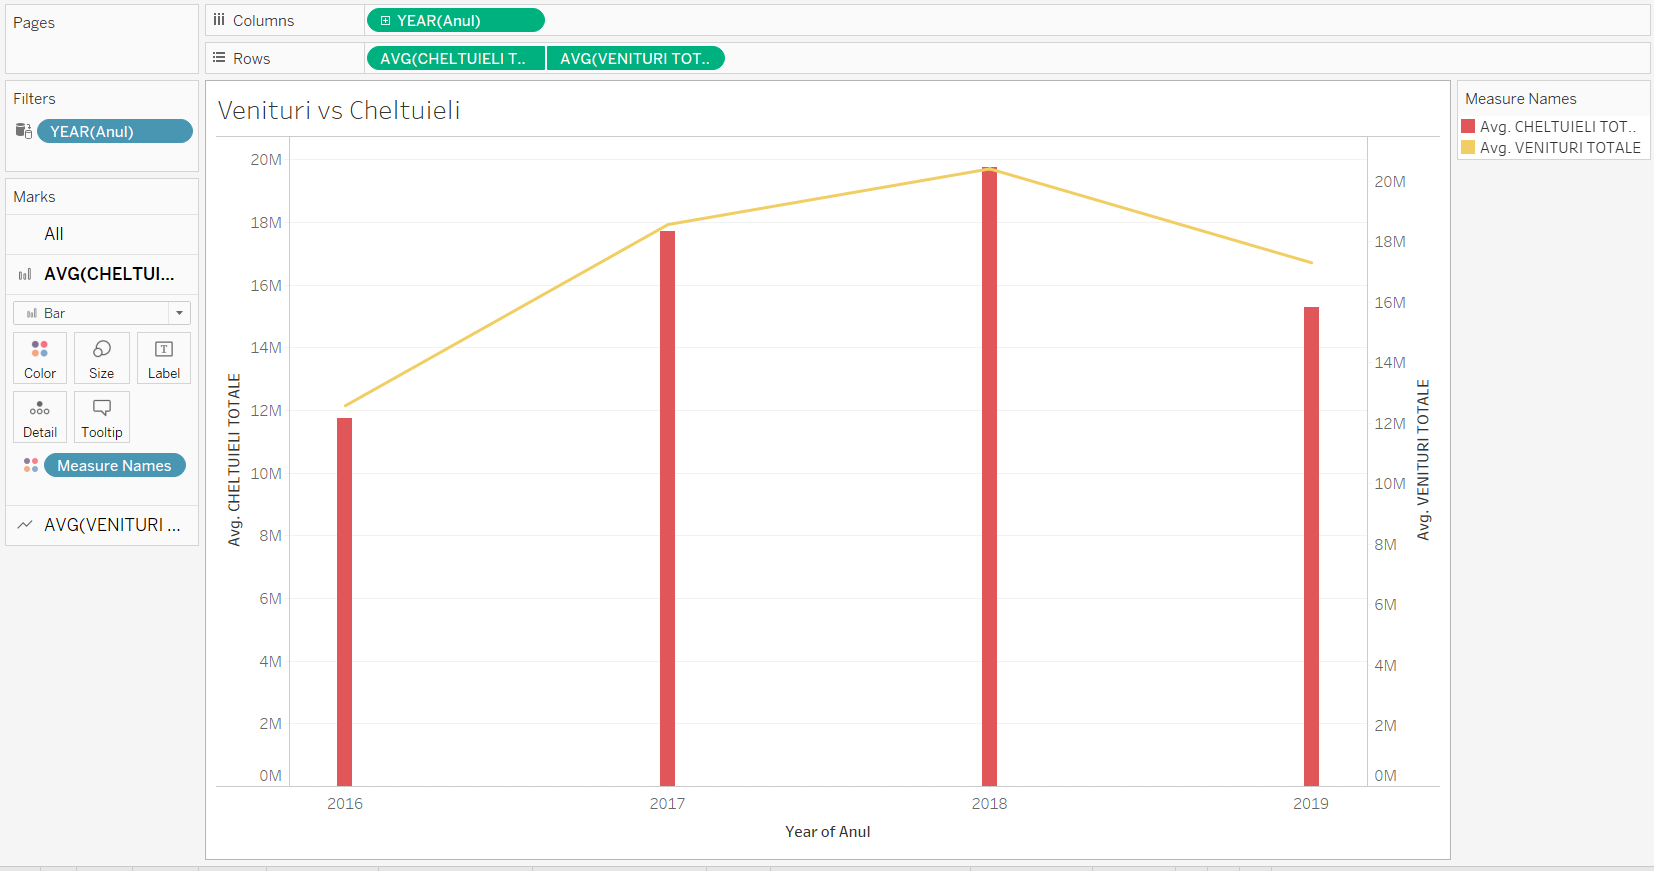 Pages
Columns
YEAR(Anul)
Rows
AVG(CHELTUIELI T..
AVG(VENITURI TOT..
Filters
YEAR(Anul)
Marks
All
AVG(CHELTUI...
Bar
Color
Size
Label
Detail
Tooltip
Measure Names
AVG(VENITURI ...
Venituri vs Cheltuieli
Avg. CHELTUIELI TOTALE
20M
18M
16M
14M
12M
10M
8M
6M
4M
2M
0M
2016
2017
2018
2019
Year of Anul
20M
18M
16M
14M
12M
10M
8M
6M
4M
2M
0M
Avg. VENITURI TOTALE
Measure Names
Avg. CHELTUIELI TOT..
Avg. VENITURI TOTALE